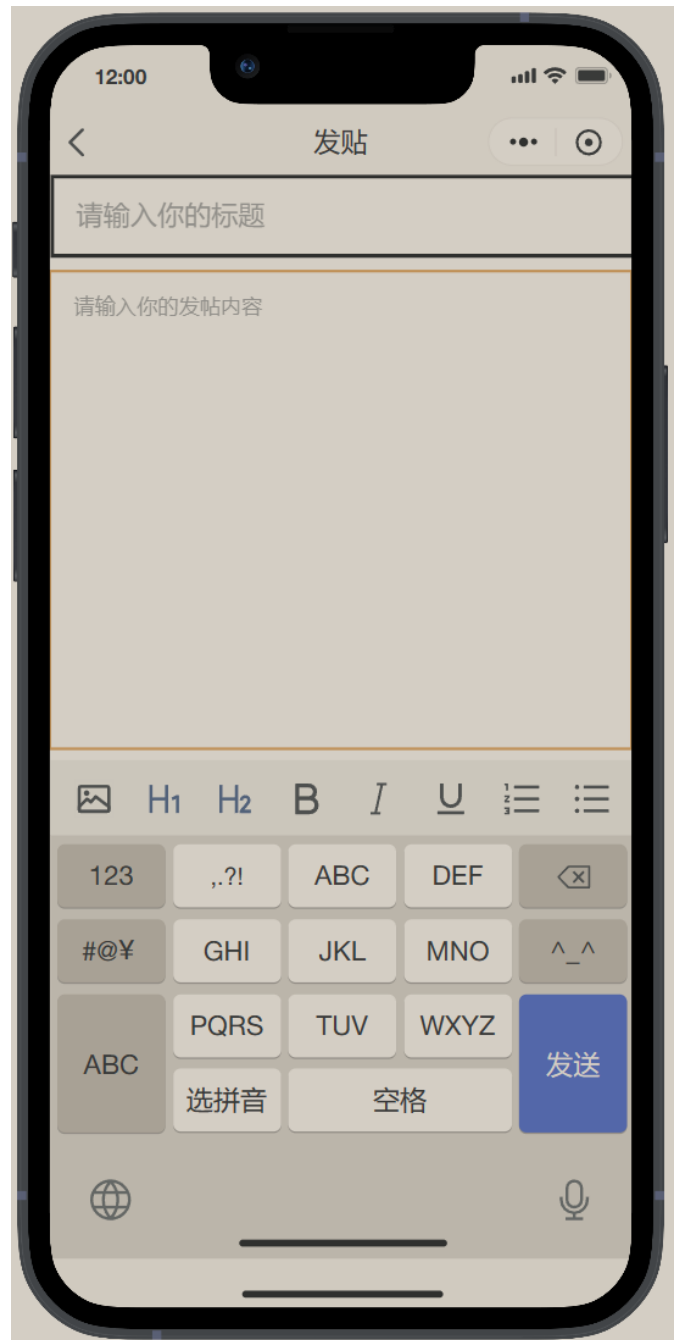 12:00
发贴
请输入你的标题
请输入你的发帖内容
H1 H2 B I U
123 ,.?! ABC DEF
#@¥ GHI JKL MNO ^_^
ABC PQRS TUV WXYZ 发送
选拼音 空格